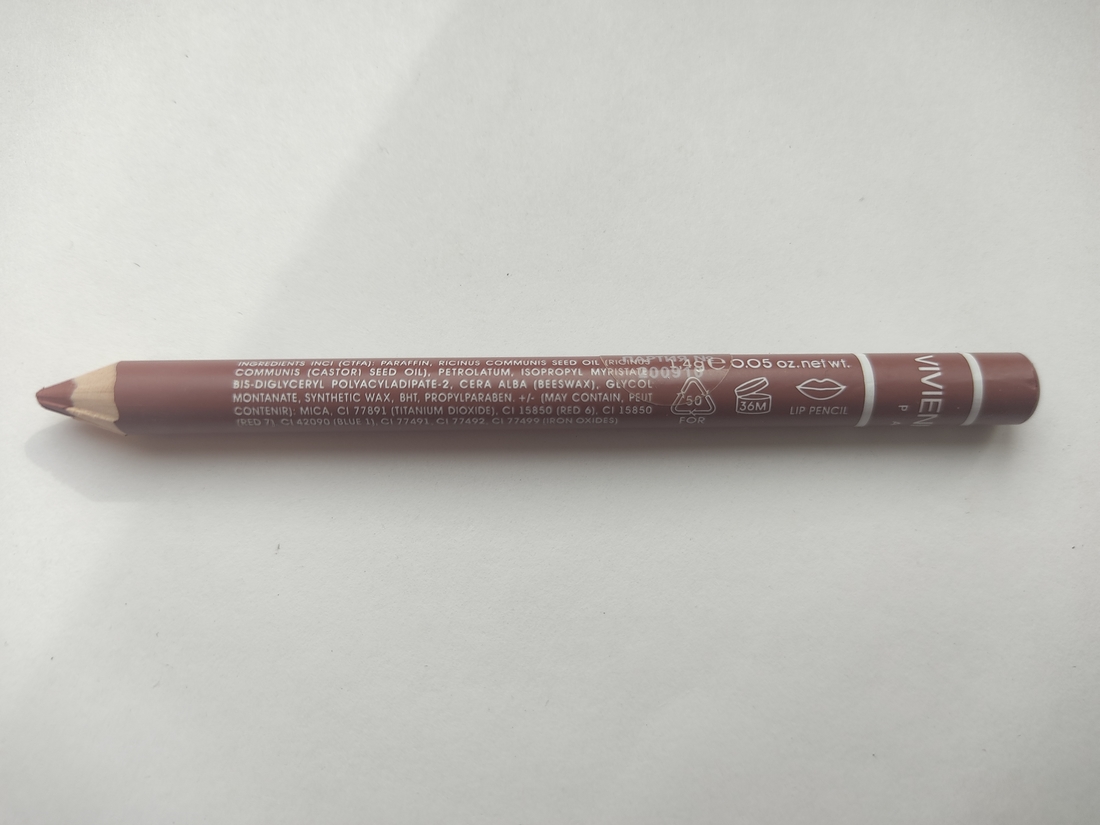 INGREDIENTS INCI (CTFA): PARAFFIN, RICINUS COMMUNIS SEED OIL (RICINUS
COMMUNIS (CASTOR) SEED OIL), PETROLATUM, ISOPROPYL MYRISTATE,
BIS-DIGLYCERYL POLYACYLADIPATE-2, CERA ALBA (BEESWAX), GLYCOL
MONTANATE, SYNTHETIC WAX, BHT, PROPYLPARABEN. +/- (MAY CONTAIN, PEUT
CONTENIR): MICA, CI 77891 (TITANIUM DIOXIDE), CI 15850 (RED 6), CI 15850
(RED 7), CI 42090 (BLUE 1), CI 77491, CI 77492, CI 77499 (IRON OXIDES)
1.4g e 0.05 oz.net wt.
50
FOR
36M
LIP PENCIL
VIVIEN
P A